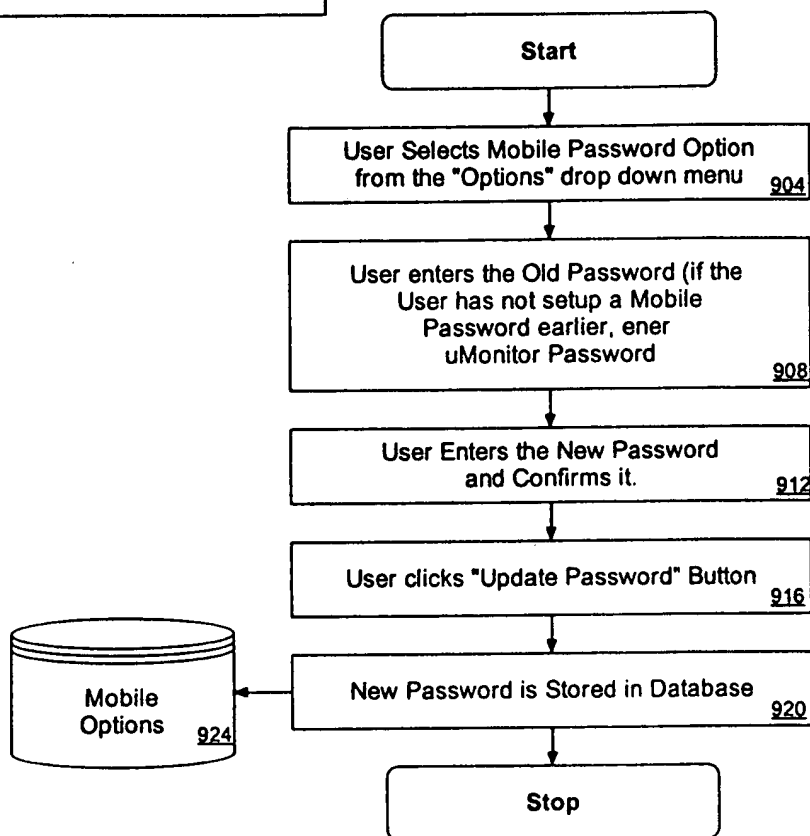 Start
User Selects Mobile Password Option
from the "Options" drop down menu
904
User enters the Old Password (if the
User has not setup a Mobile
Password earlier, ener
uMonitor Password
908
User Enters the New Password
and Confirms it.
912
User clicks "Update Password" Button
916
New Password is Stored in Database
920
Mobile
Options
924
Stop